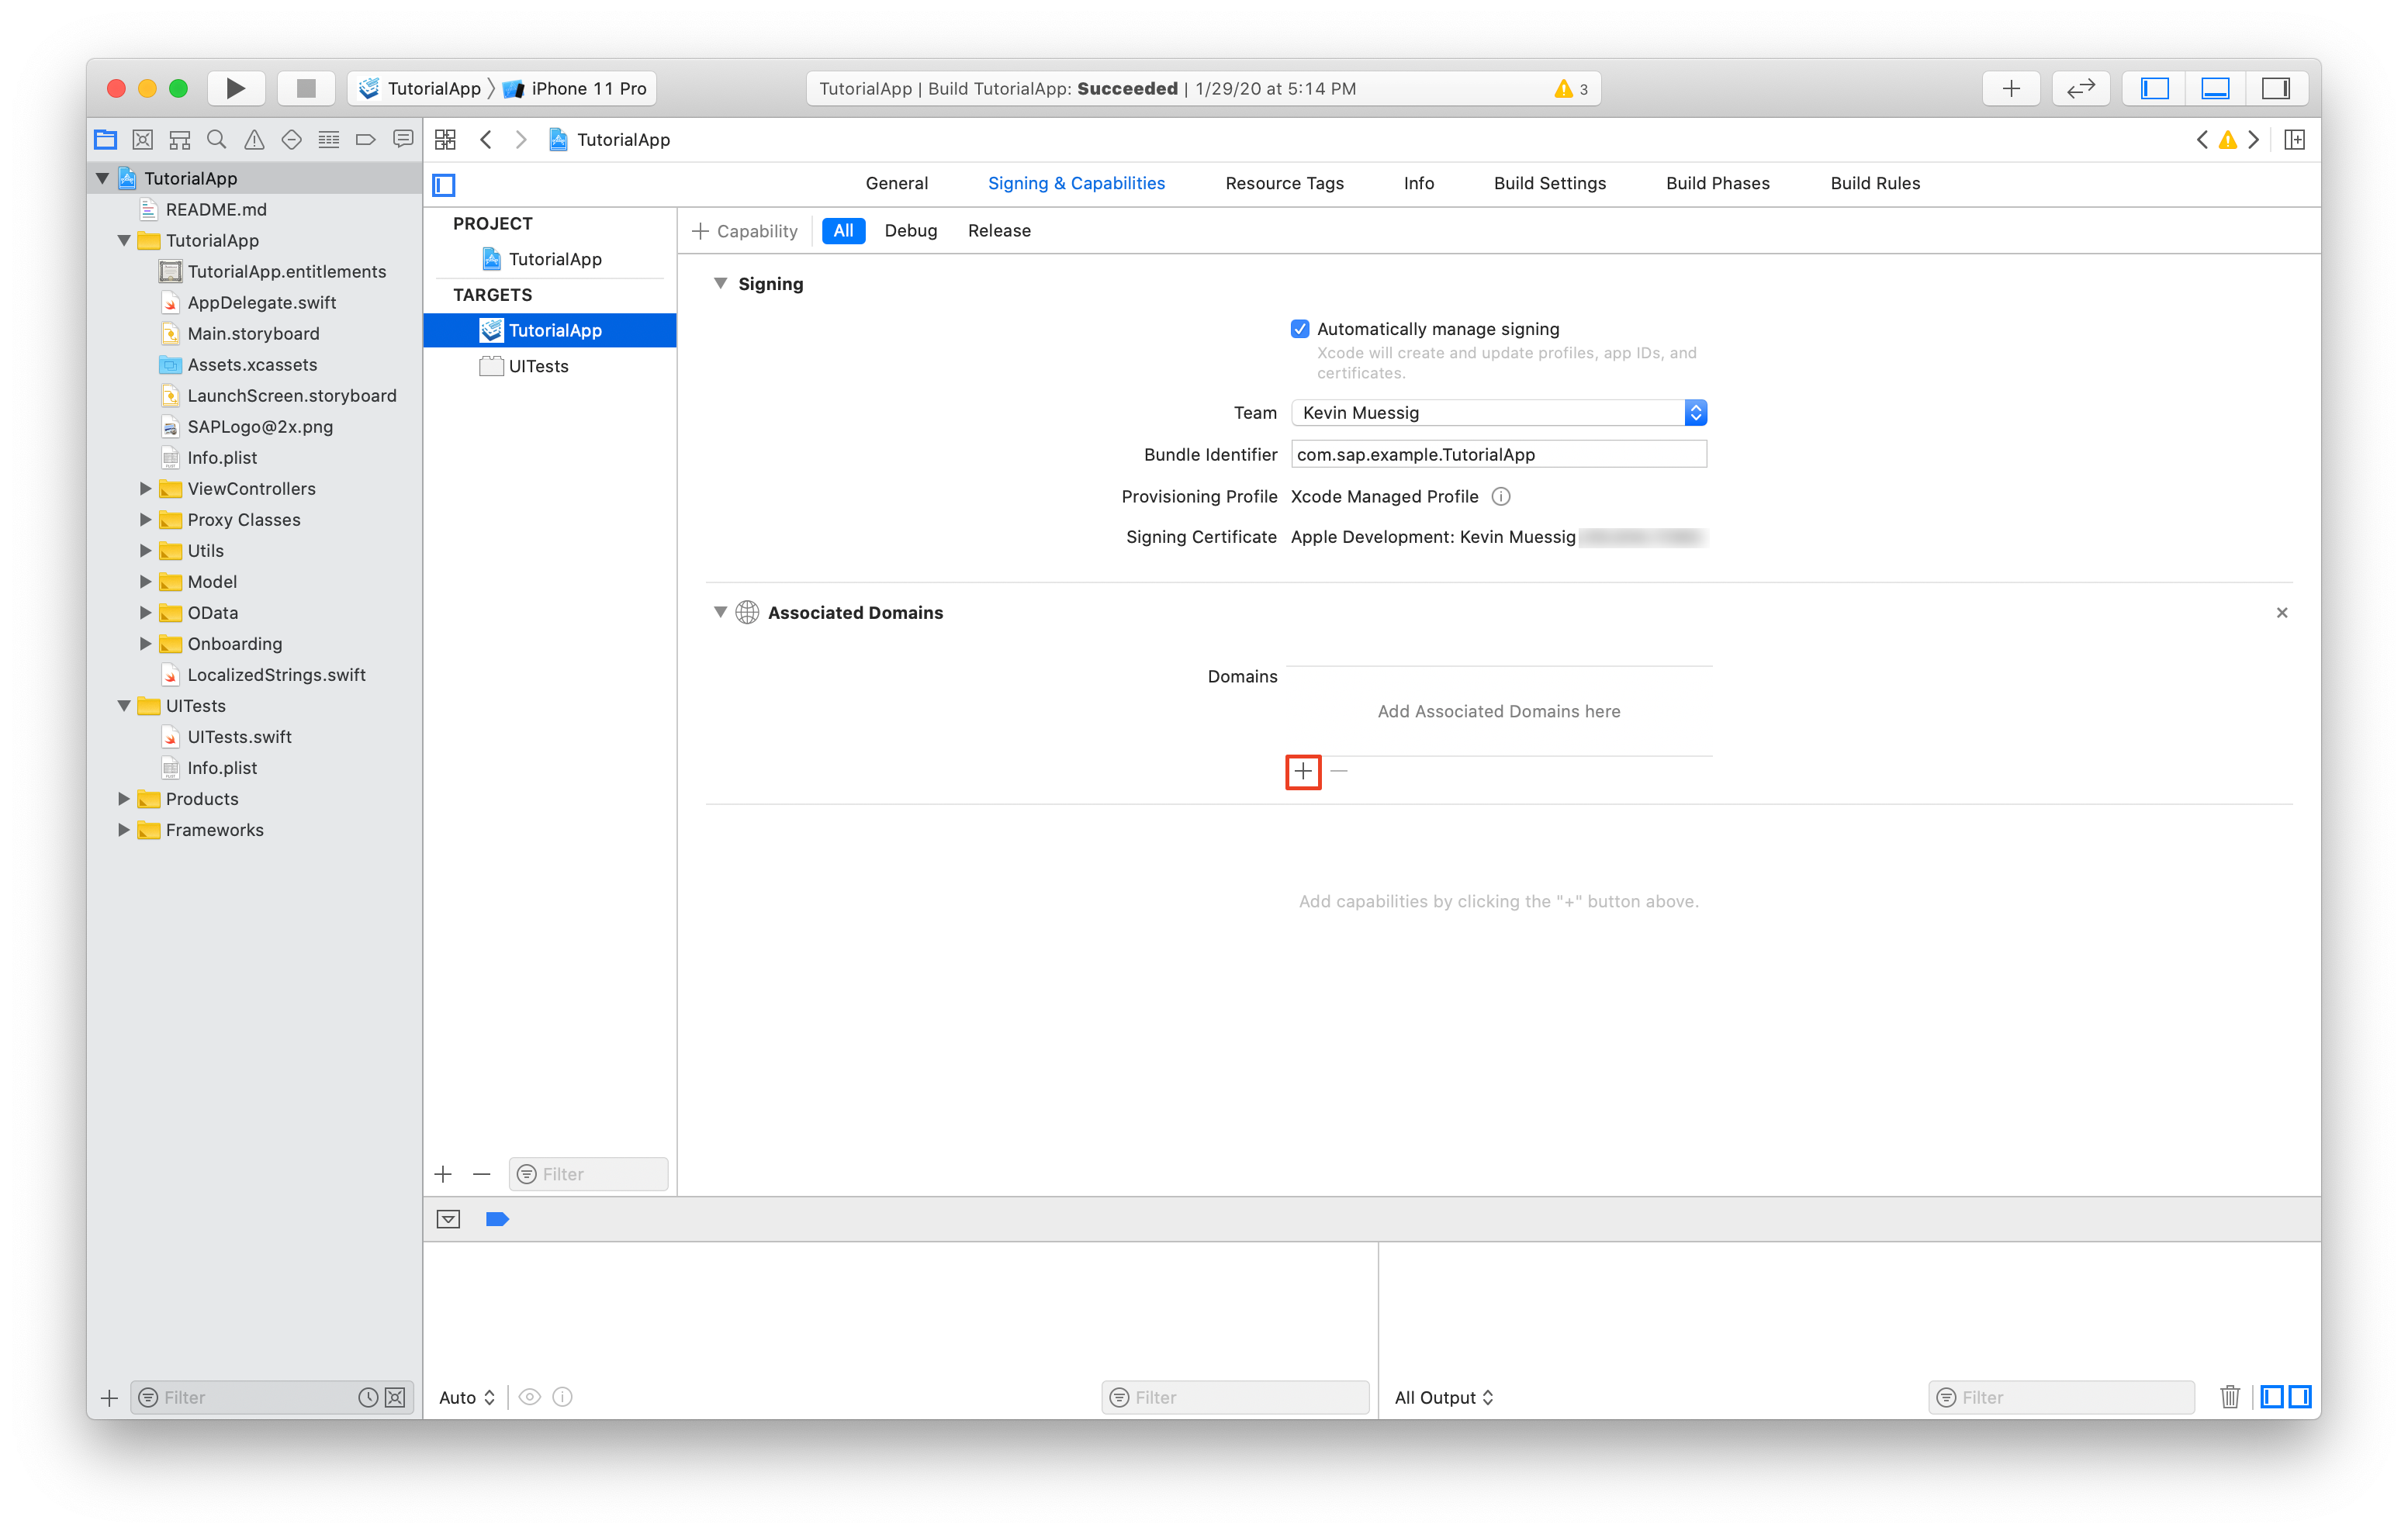 TutorialApp iPhone 11 Pro
TutorialApp | Build TutorialApp: Succeeded | 1/29/20 at 5:14 PM
3
TutorialApp
README.md
TutorialApp
TutorialApp.entitlements
AppDelegate.swift
Main.storyboard
Assets.xcassets
LaunchScreen.storyboard
SAPLogo@2x.png
Info.plist
ViewControllers
Proxy Classes
Utils
Model
OData
Onboarding
LocalizedStrings.swift
UITests
UITests.swift
Info.plist
Products
Frameworks
Filter
TutorialApp
General Signing & Capabilities Resource Tags Info Build Settings Build Phases Build Rules
PROJECT
TutorialApp
TARGETS
TutorialApp
UITests
Filter
+ Capability All Debug Release
Signing
Automatically manage signing
Xcode will create and update profiles, app IDs, and
certificates.
Team Kevin Muessig
Bundle Identifier com.sap.example.TutorialApp
Provisioning Profile Xcode Managed Profile
Signing Certificate Apple Development: Kevin Muessig
Associated Domains
Domains
Add Associated Domains here
Add capabilities by clicking the "+" button above.
Auto
Filter
All Output
Filter